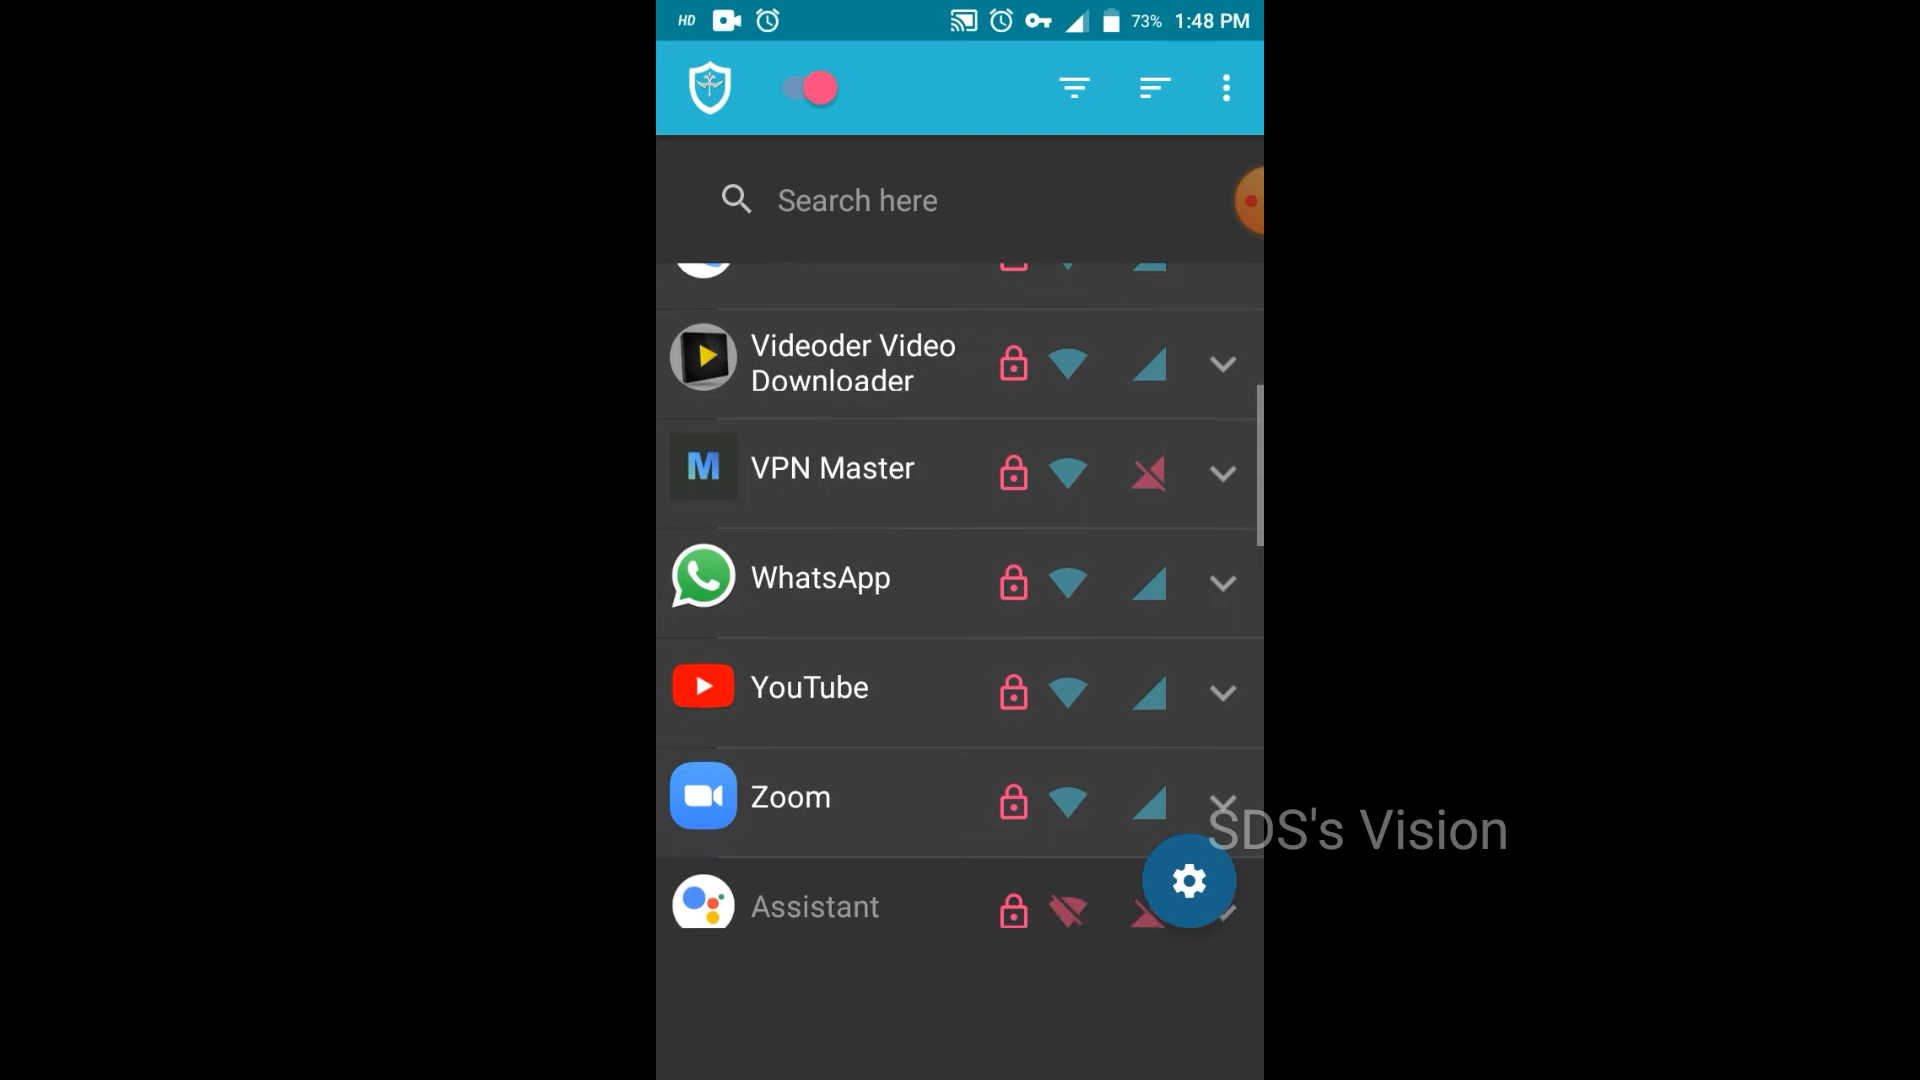 HD 73% 1:48 PM
Search here
Videoder Video
Downloader
M VPN Master
WhatsApp
YouTube
Zoom
SDS's Vision
Assistant